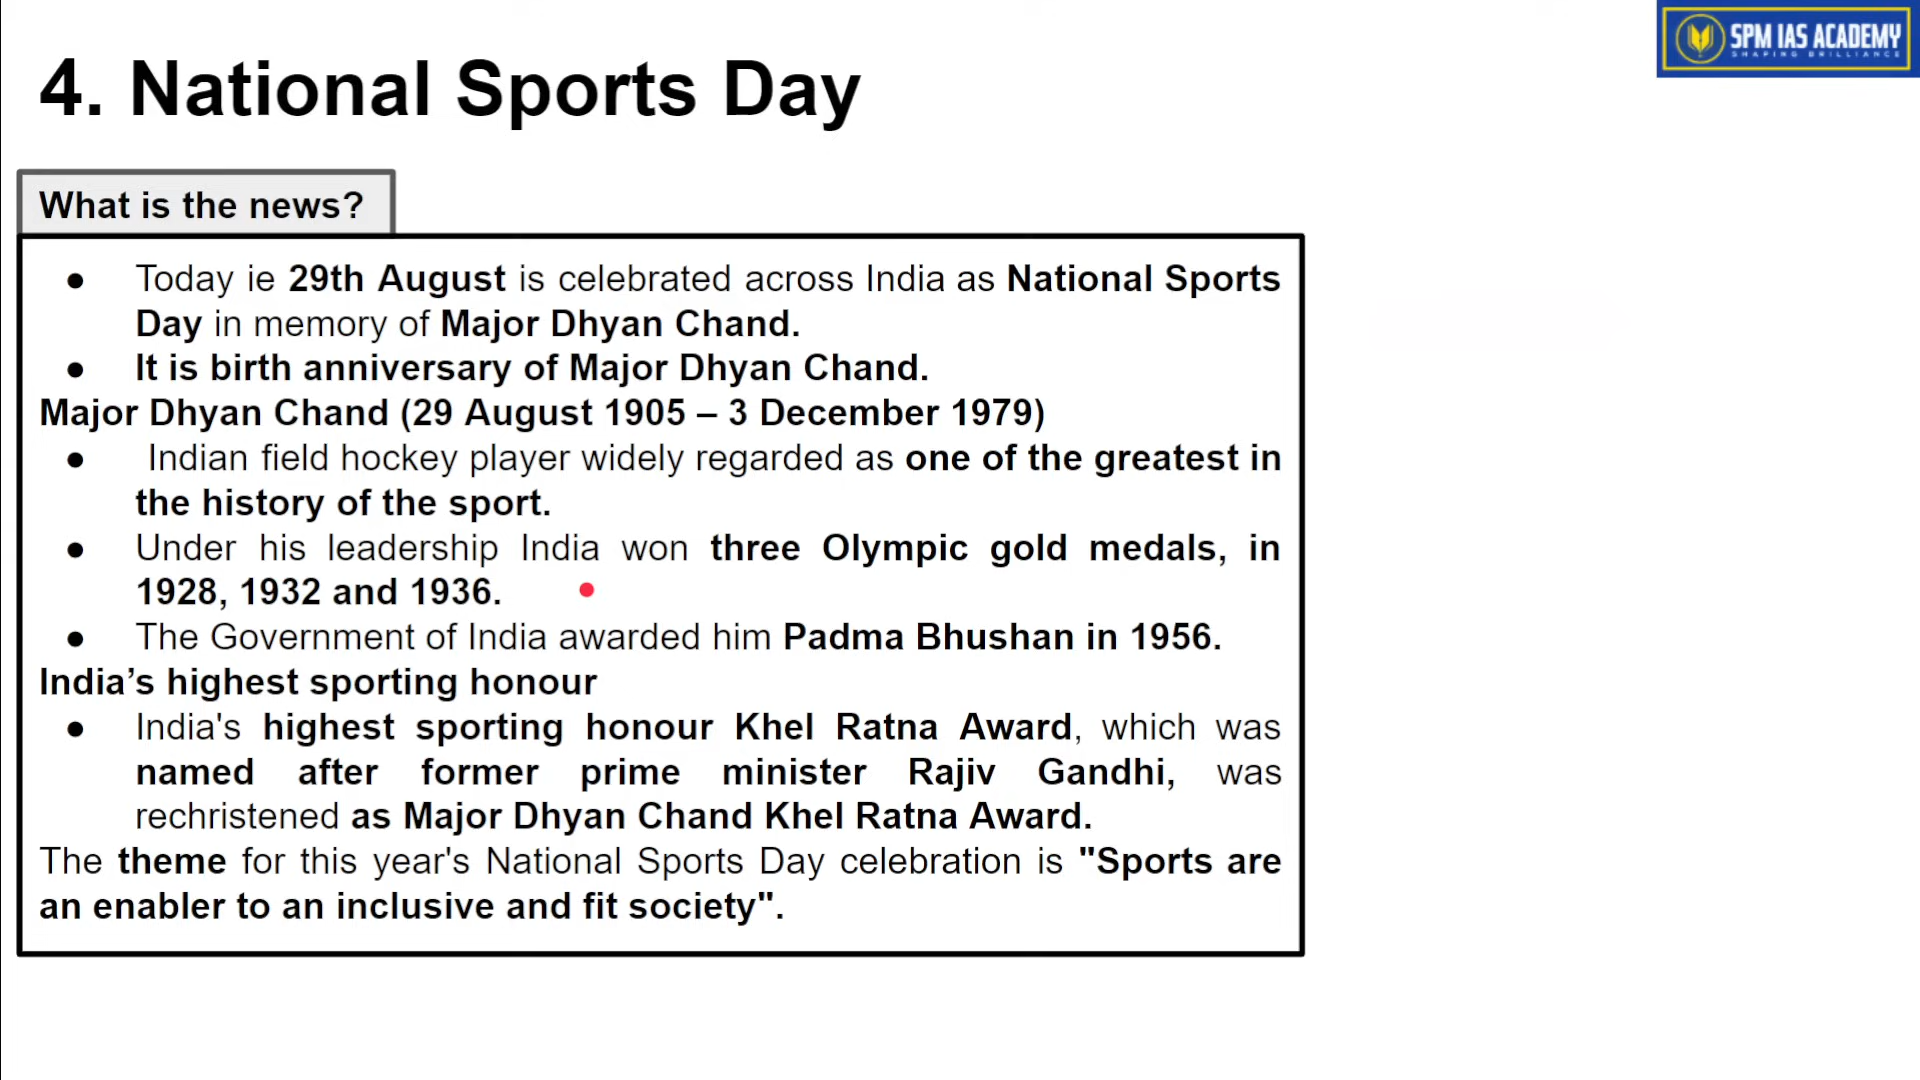 SPM IAS ACADEMY
SHAPING BRILLIANCE
4. National Sports Day
What is the news?
● Today ie 29th August is celebrated across India as National Sports
Day in memory of Major Dhyan Chand.
● It is birth anniversary of Major Dhyan Chand.
Major Dhyan Chand (29 August 1905 – 3 December 1979)
● Indian field hockey player widely regarded as one of the greatest in
the history of the sport.
● Under his leadership India won three Olympic gold medals, in
1928, 1932 and 1936.
● The Government of India awarded him Padma Bhushan in 1956.
India’s highest sporting honour
● India's highest sporting honour Khel Ratna Award, which was
named after former prime minister Rajiv Gandhi, was
rechristened as Major Dhyan Chand Khel Ratna Award.
The theme for this year's National Sports Day celebration is "Sports are
an enabler to an inclusive and fit society".